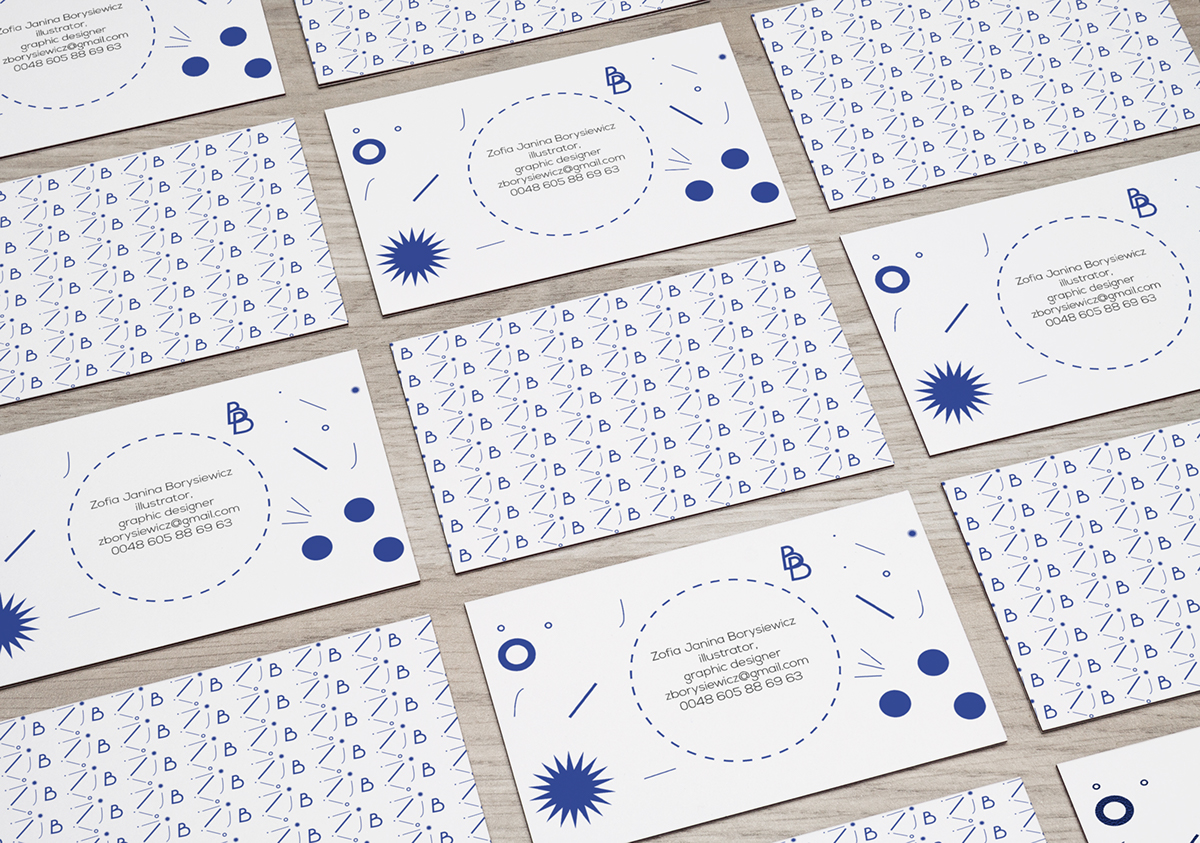 Zofia Janina Borysiewicz
illustrator,
graphic designer
zborysiewicz@gmail.com
0048 605 88 69 63
BB
Zofia Janina Borysiewicz
illustrator,
graphic designer
zborysiewicz@gmail.com
0048 605 88 69 63
BB
Zofia Janina Borysiewicz
illustrator,
graphic designer
zborysiewicz@gmail.com
0048 605 88 69 63
BB
Zofia Janina Borysiewicz
illustrator,
graphic designer
zborysiewicz@gmail.com
0048 605 88 69 63
ZjB
BB
Zofia Janina Borysiewicz
illustrator,
graphic designer
zborysiewicz@gmail.com
0048 605 88 69 63